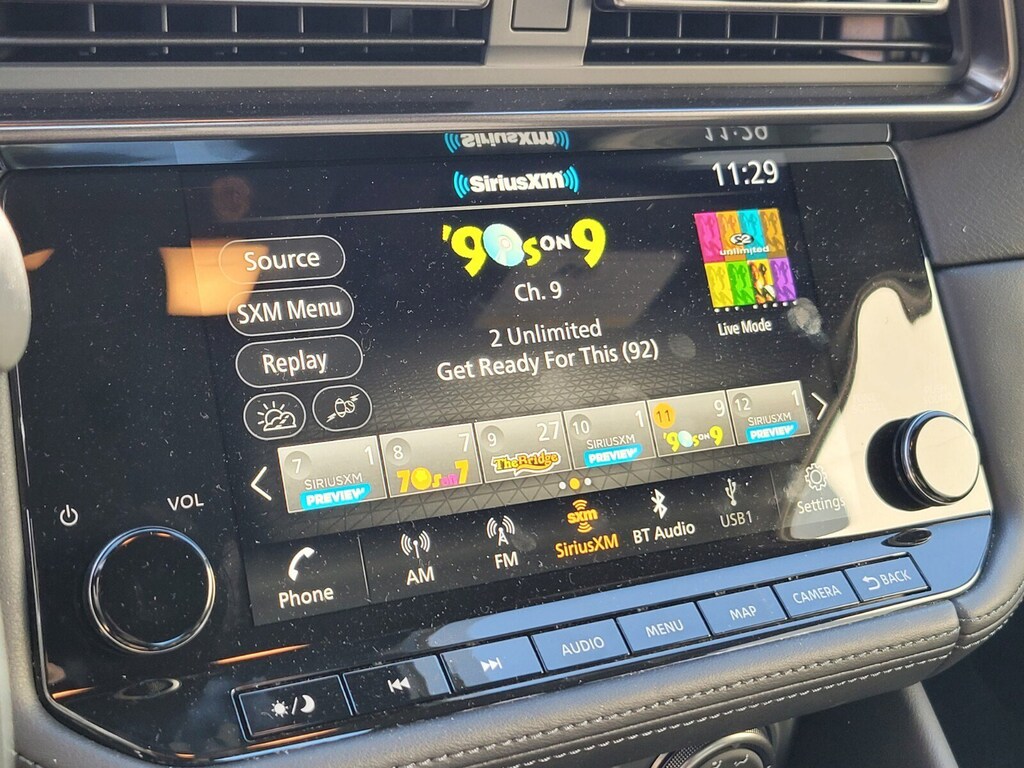 SiriusXM
11:29
'90s ON 9
Ch. 9
2 Unlimited
Get Ready For This (92)
2 unlimited
Live Mode
Source
SXM Menu
Replay
7 1 SIRIUSXM PREVIEW
8 7 70s on 7
9 27 The Bridge
10 1 SIRIUSXM PREVIEW
11 9 '90s ON 9
12 1 SIRIUSXM PREVIEW
VOL
Phone
AM
FM
sxm
SiriusXM
BT Audio
USB1
Settings
AUDIO
MENU
MAP
CAMERA
BACK